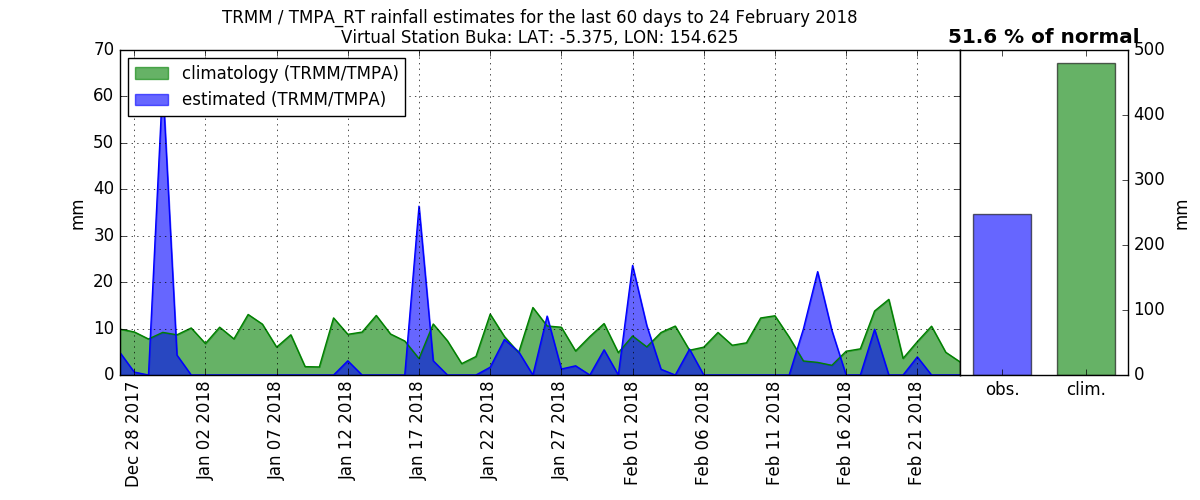 TRMM / TMPA_RT rainfall estimates for the last 60 days to 24 February 2018
Virtual Station Buka: LAT: -5.375, LON: 154.625
51.6 % of normal
climatology (TRMM/TMPA)
estimated (TRMM/TMPA)
70
60
50
40
30
20
10
0
mm
Dec 28 2017
Jan 02 2018
Jan 07 2018
Jan 12 2018
Jan 17 2018
Jan 22 2018
Jan 27 2018
Feb 01 2018
Feb 06 2018
Feb 11 2018
Feb 16 2018
Feb 21 2018
obs.
clim.
500
400
300
200
100
0
mm